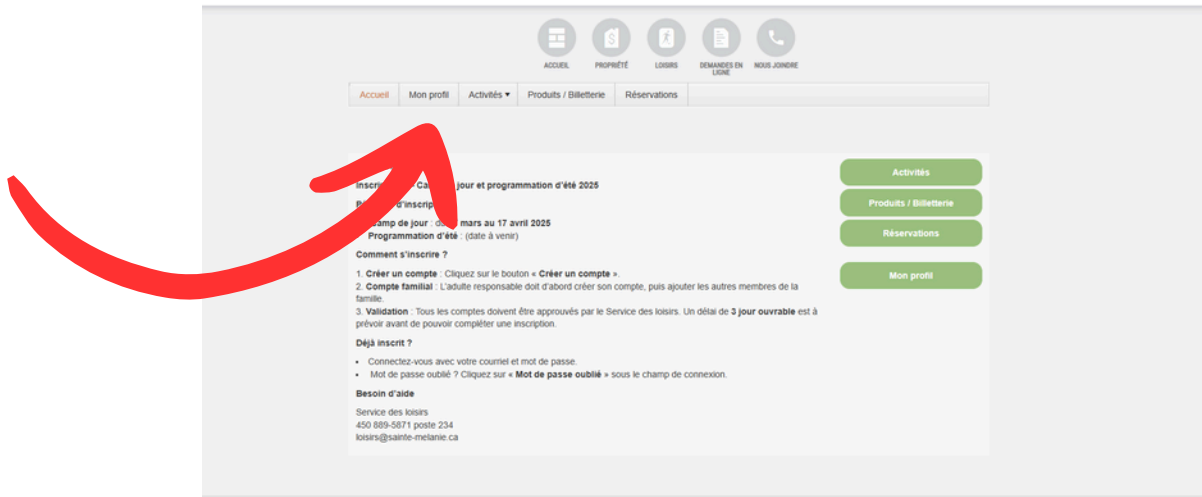 ACCUEIL
PROPRIÉTÉ
LOISIRS
DEMANDES EN
LIGNE
NOUS JOINDRE
Accueil
Mon profil
Activités
Produits / Billetterie
Réservations
Activités
Produits / Billetterie
Réservations
Mon profil
jour et programmation d'été 2025
d'inscrip
Camp de jour : d mars au 17 avril 2025
Programmation d'été : (date à venir)
Comment s'inscrire ?
1. Créer un compte : Cliquez sur le bouton « Créer un compte ».
2. Compte familial : L'adulte responsable doit d'abord créer son compte, puis ajouter les autres membres de la
famille.
3. Validation : Tous les comptes doivent être approuvés par le Service des loisirs. Un délai de 3 jour ouvrable est à
prévoir avant de pouvoir compléter une inscription.
Déjà inscrit ?
• Connectez-vous avec votre courriel et mot de passe.
• Mot de passe oublié ? Cliquez sur « Mot de passe oublié » sous le champ de connexion.
Besoin d'aide
Service des loisirs
450 889-5871 poste 234
loisirs@sainte-melanie.ca